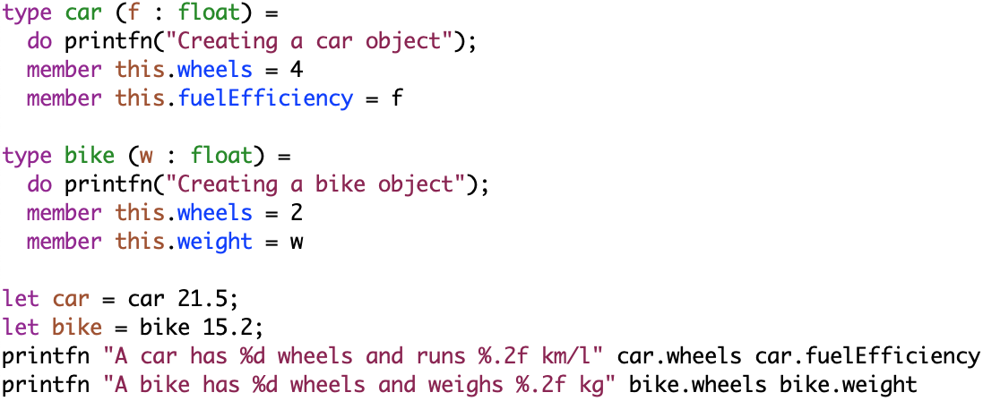 type car (f : float) =
  do printfn("Creating a car object");
  member this.wheels = 4
  member this.fuelEfficiency = f

type bike (w : float) =
  do printfn("Creating a bike object");
  member this.wheels = 2
  member this.weight = w

let car = car 21.5;
let bike = bike 15.2;
printfn "A car has %d wheels and runs %.2f km/l" car.wheels car.fuelEfficiency
printfn "A bike has %d wheels and weighs %.2f kg" bike.wheels bike.weight